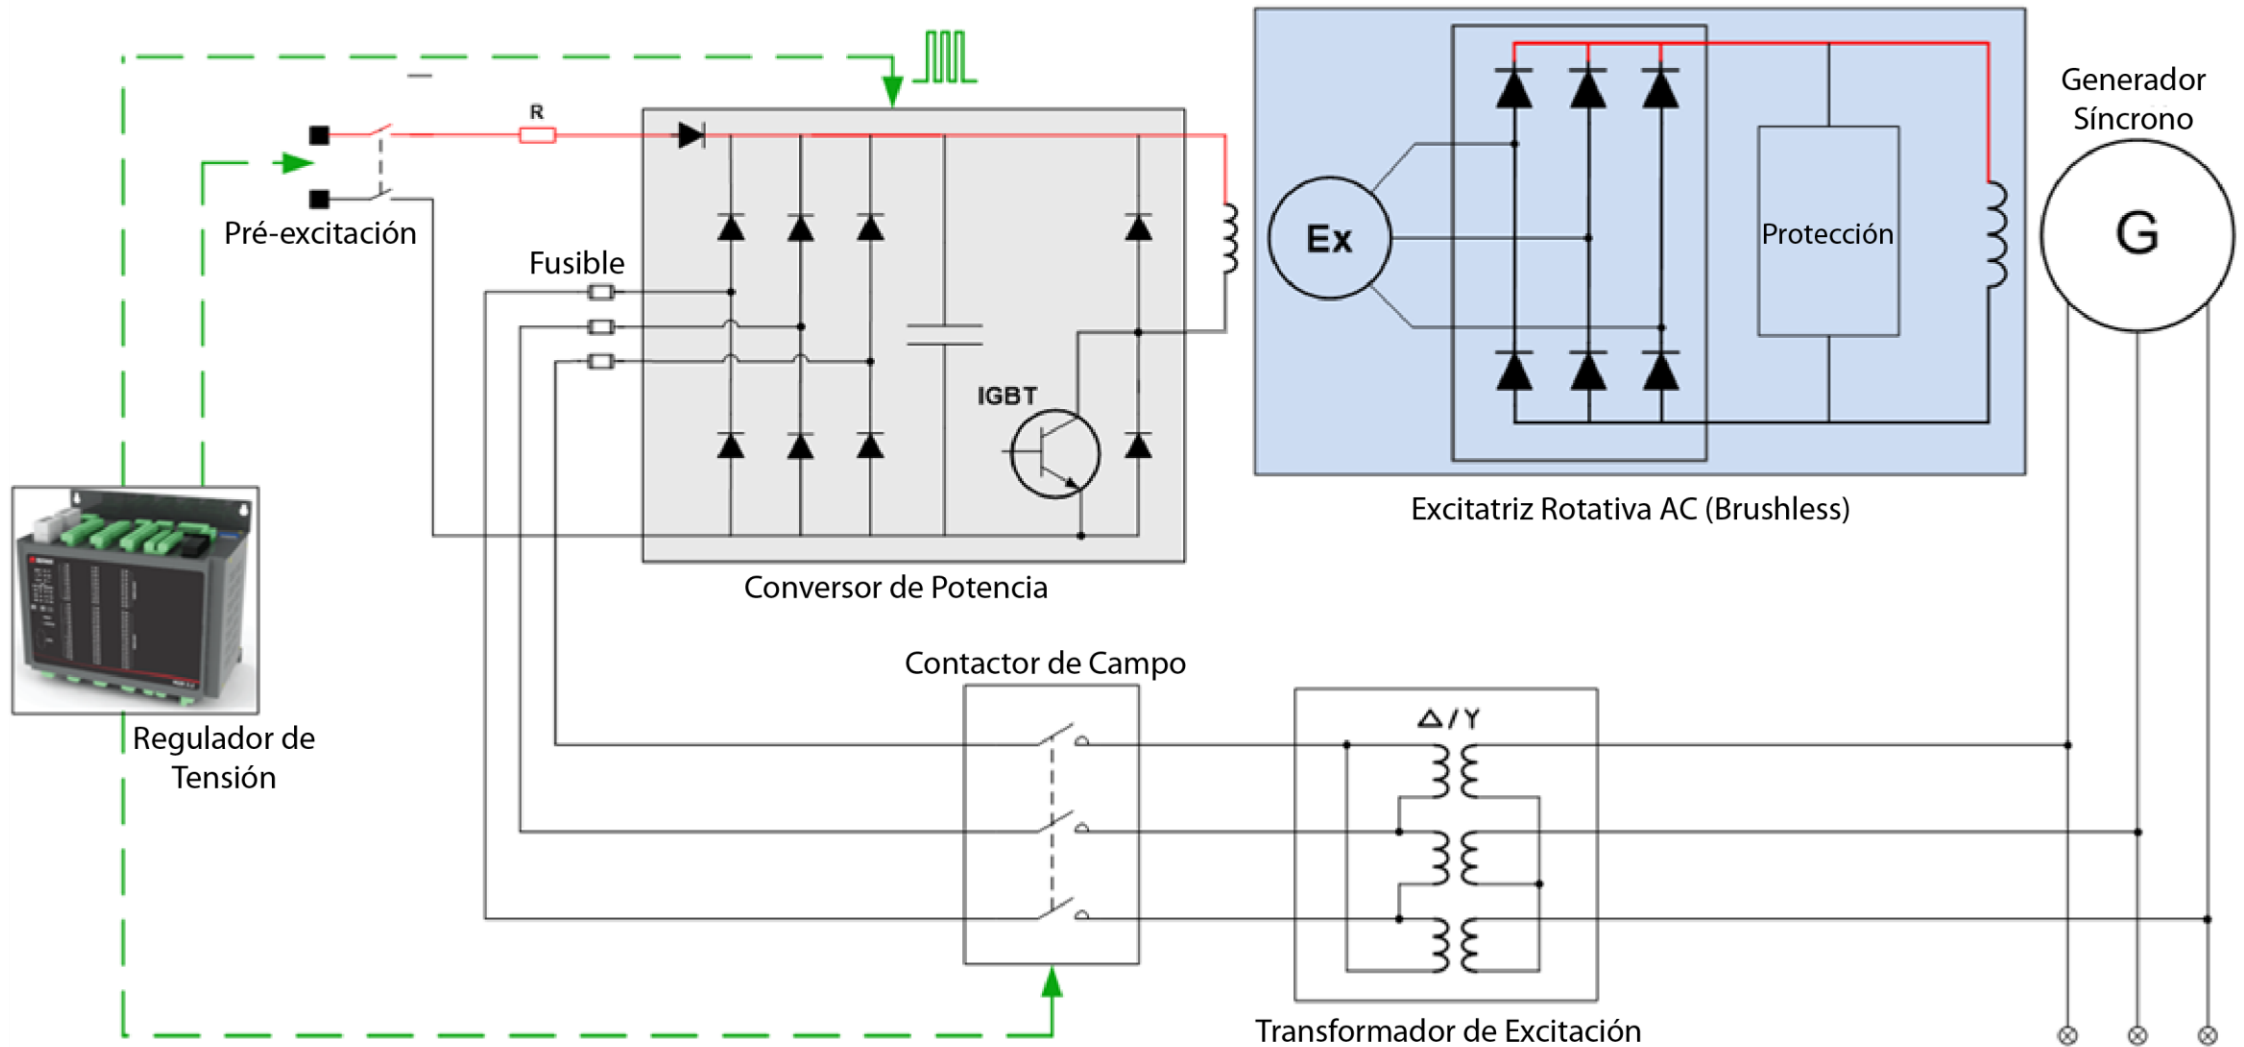 Generador
Síncrono
R
G
Ex
Protección
Pré-excitación
Fusible
IGBT
Excitatriz Rotativa AC (Brushless)
Conversor de Potencia
Contactor de Campo
Δ/Y
Regulador de
Tensión
Transformador de Excitación